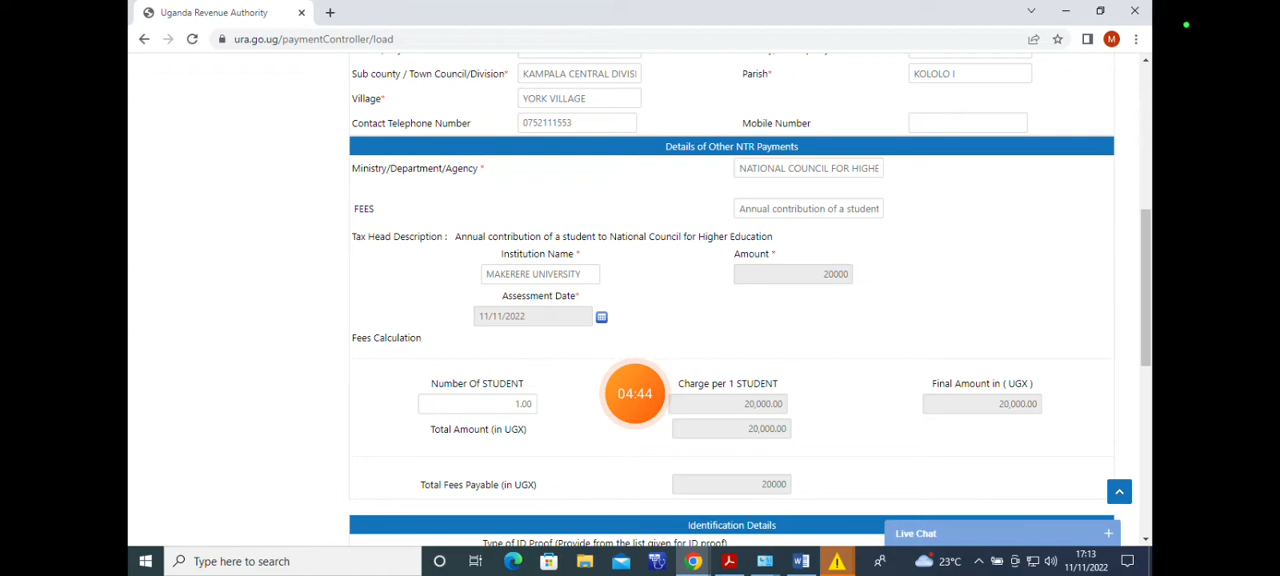 Uganda Revenue Authority
ura.go.ug/paymentController/load
M
Sub county / Town Council/Division* KAMPALA CENTRAL DIVISI Parish* KOLOLO I
Village* YORK VILLAGE
Contact Telephone Number 0752111553 Mobile Number
Details of Other NTR Payments
Ministry/Department/Agency * NATIONAL COUNCIL FOR HIGHE
FEES Annual contribution of a student
Tax Head Description : Annual contribution of a student to National Council for Higher Education
Institution Name * Amount *
MAKERERE UNIVERSITY 20000
Assessment Date*
11/11/2022
Fees Calculation
Number Of STUDENT Charge per 1 STUDENT Final Amount in ( UGX )
04:44
1.00 20,000.00 20,000.00
Total Amount (in UGX) 20,000.00
Total Fees Payable (in UGX) 20000
Identification Details
Live Chat
Type of ID Proof (Provide from the list given for ID proof)
Type here to search 23°C 17:13
11/11/2022